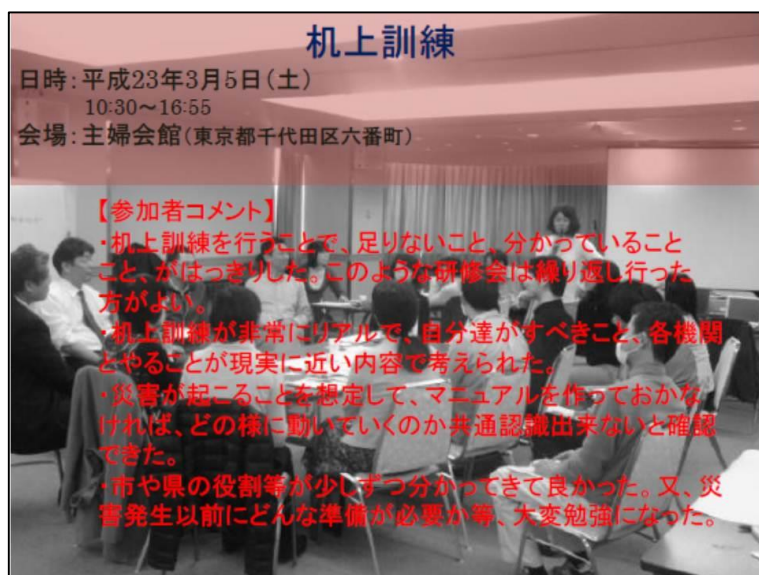 机上訓練
日時：平成23年3月5日（土）
10:30～16:55
会場：主婦会館（東京都千代田区六番町）
【参加者コメント】
・机上訓練を行うことで、足りないこと、分かっていること
こと、がはっきりした。このような研修会は繰り返し行った
方がよい。
・机上訓練が非常にリアルで、自分達がすべきこと、各機関
とやることが現実に近い内容で考えられた。
・災害が起こることを想定して、マニュアルを作っておかな
ければ、どの様に動いていくのか共通認識出来ないと確認
できた。
・市や県の役割等が少しずつ分かってきて良かった。又、災
害発生以前にどんな準備が必要か等、大変勉強になった。